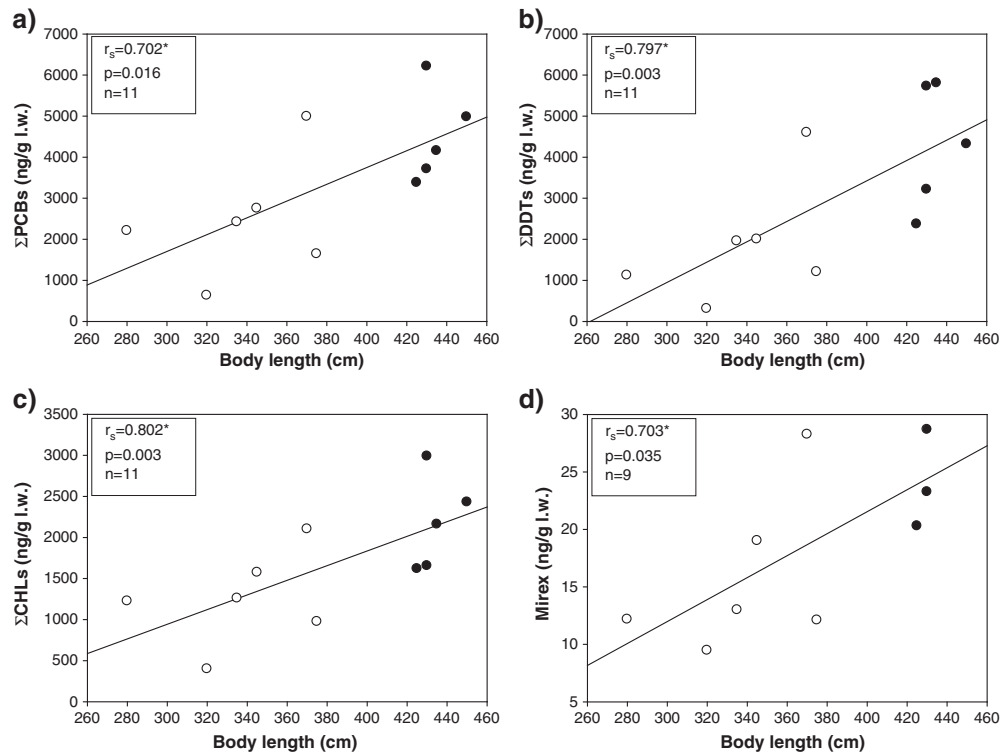 a)
7000
6000
5000
4000
3000
2000
1000
0
ΣPCBs (ng/g l.w.)
rs=0.702*
p=0.016
n=11
260 280 300 320 340 360 380 400 420 440 460
Body length (cm)
b)
7000
6000
5000
4000
3000
2000
1000
0
ΣDDTs (ng/g l.w.)
rs=0.797*
p=0.003
n=11
260 280 300 320 340 360 380 400 420 440 460
Body length (cm)
c)
3500
3000
2500
2000
1500
1000
500
0
ΣCHLs (ng/g l.w.)
rs=0.802*
p=0.003
n=11
260 280 300 320 340 360 380 400 420 440 460
Body length (cm)
d)
30
25
20
15
10
5
Mirex (ng/g l.w.)
rs=0.703*
p=0.035
n=9
260 280 300 320 340 360 380 400 420 440 460
Body length (cm)